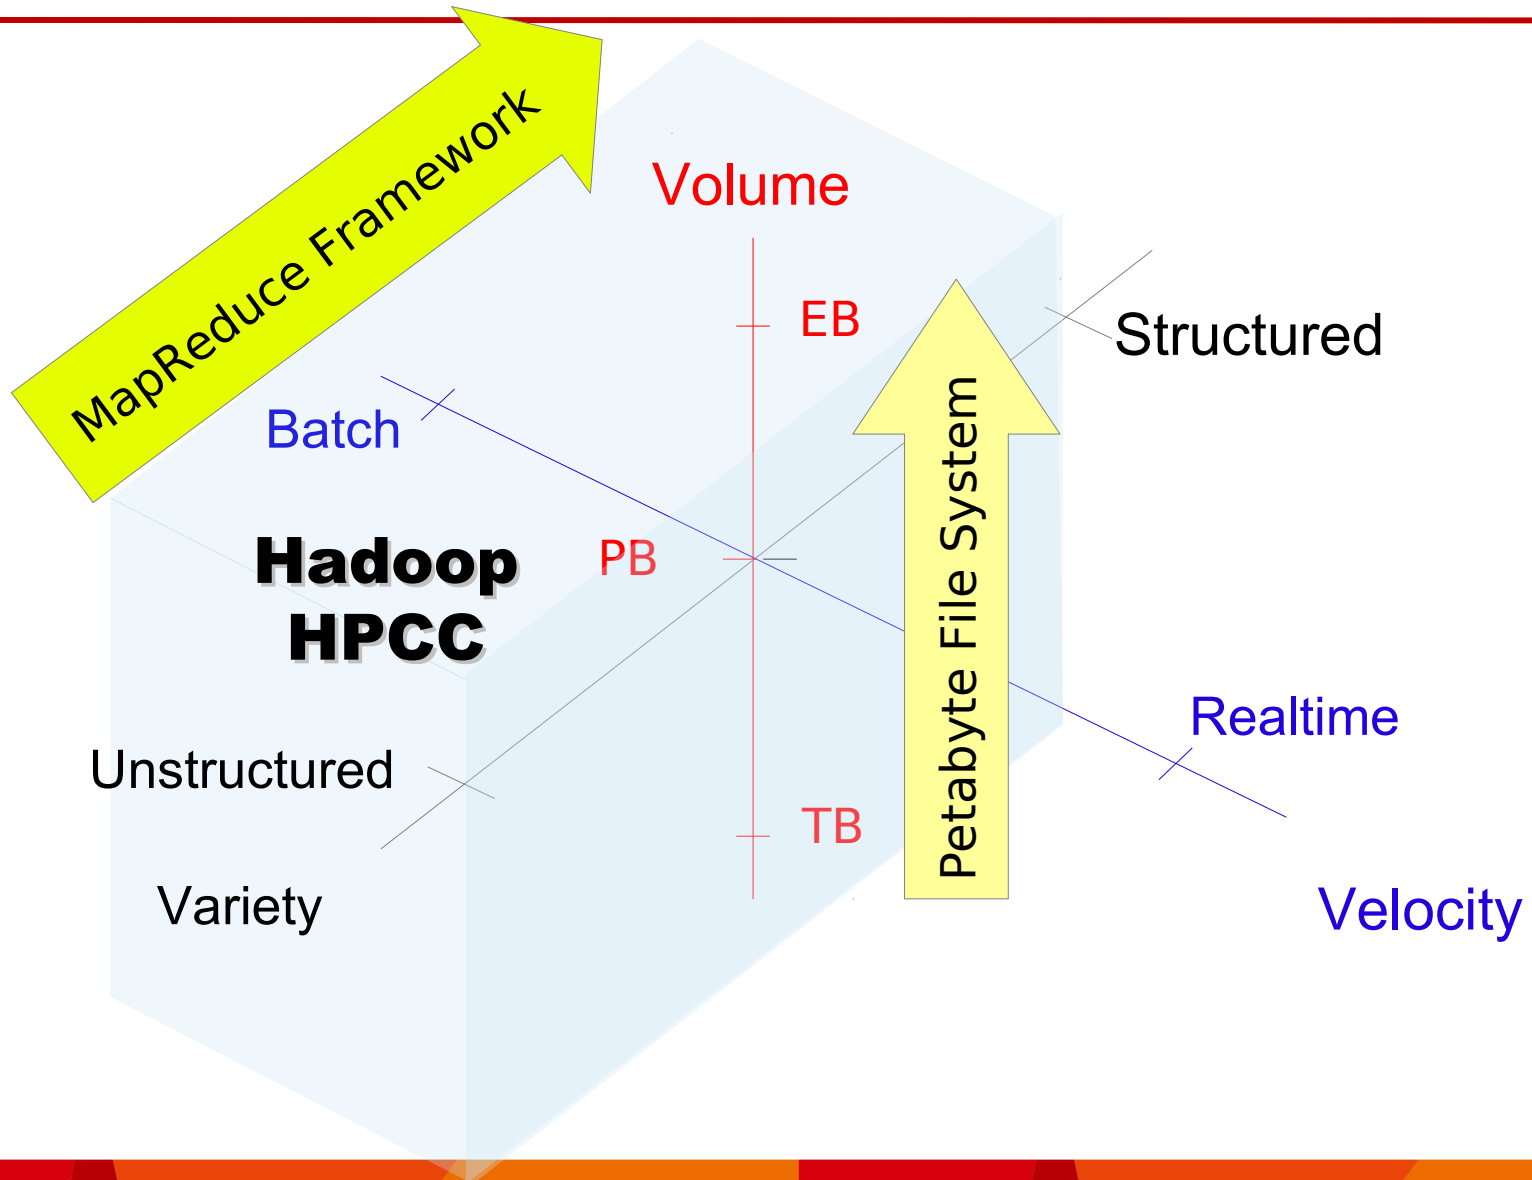 MapReduce Framework
Volume
EB
Structured
Batch
Hadoop
HPCC
PB
Petabyte File System
Realtime
Unstructured
TB
Variety
Velocity